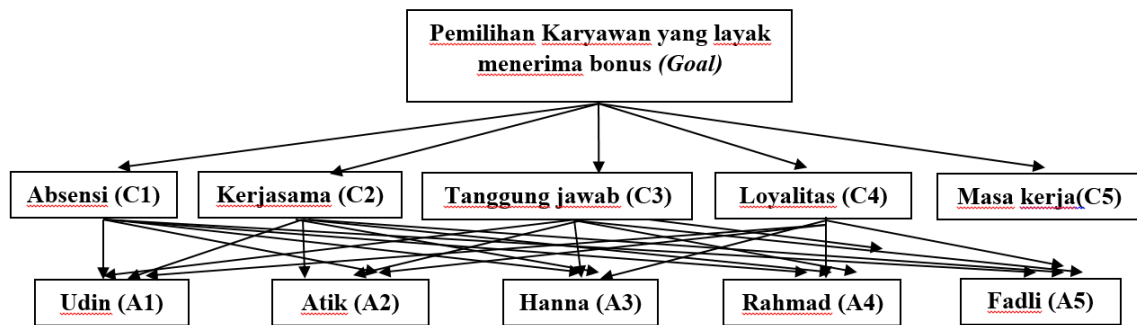 Pemilihan Karyawan yang layak
menerima bonus (Goal)
Absensi (C1)
Kerjasama (C2)
Tanggung jawab (C3)
Loyalitas (C4)
Masa kerja(C5)
Udin (A1)
Atik (A2)
Hanna (A3)
Rahmad (A4)
Fadli (A5)